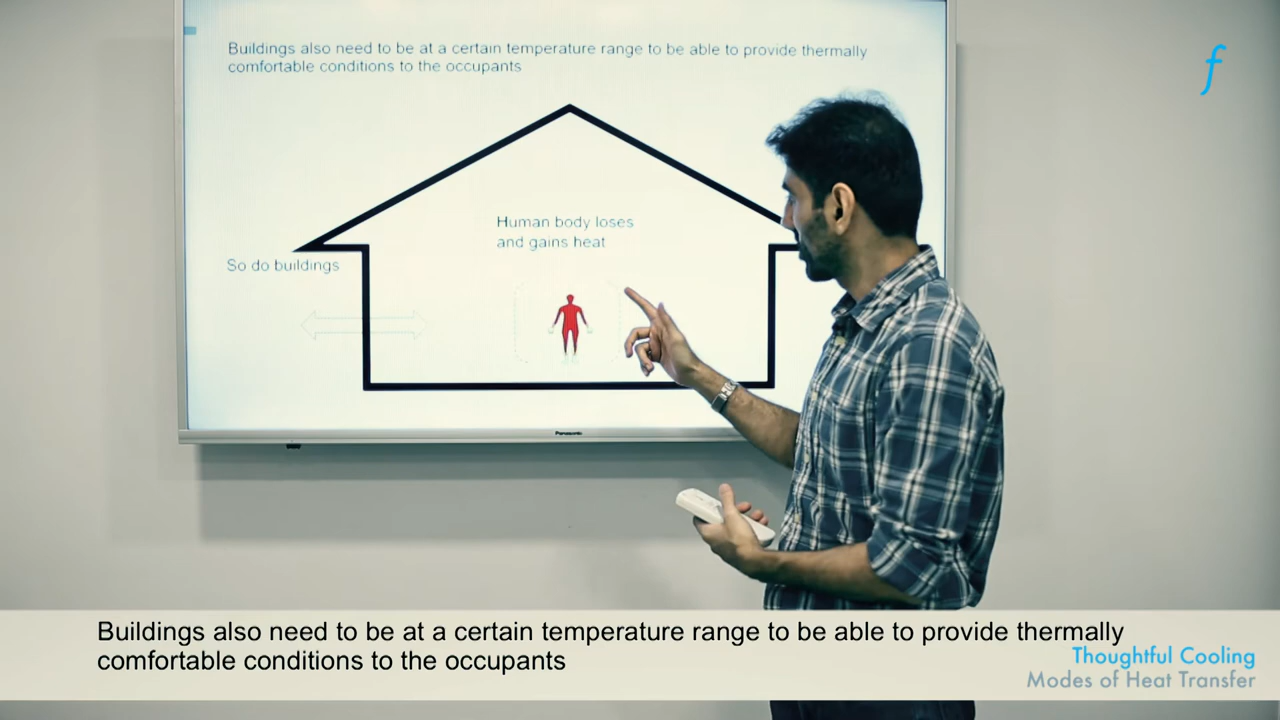 Buildings also need to be at a certain temperature range to be able to provide thermally
comfortable conditions to the occupants
f
Human body loses
and gains heat
So do buildings
Panasonic
Buildings also need to be at a certain temperature range to be able to provide thermally
comfortable conditions to the occupants
Thoughtful Cooling
Modes of Heat Transfer